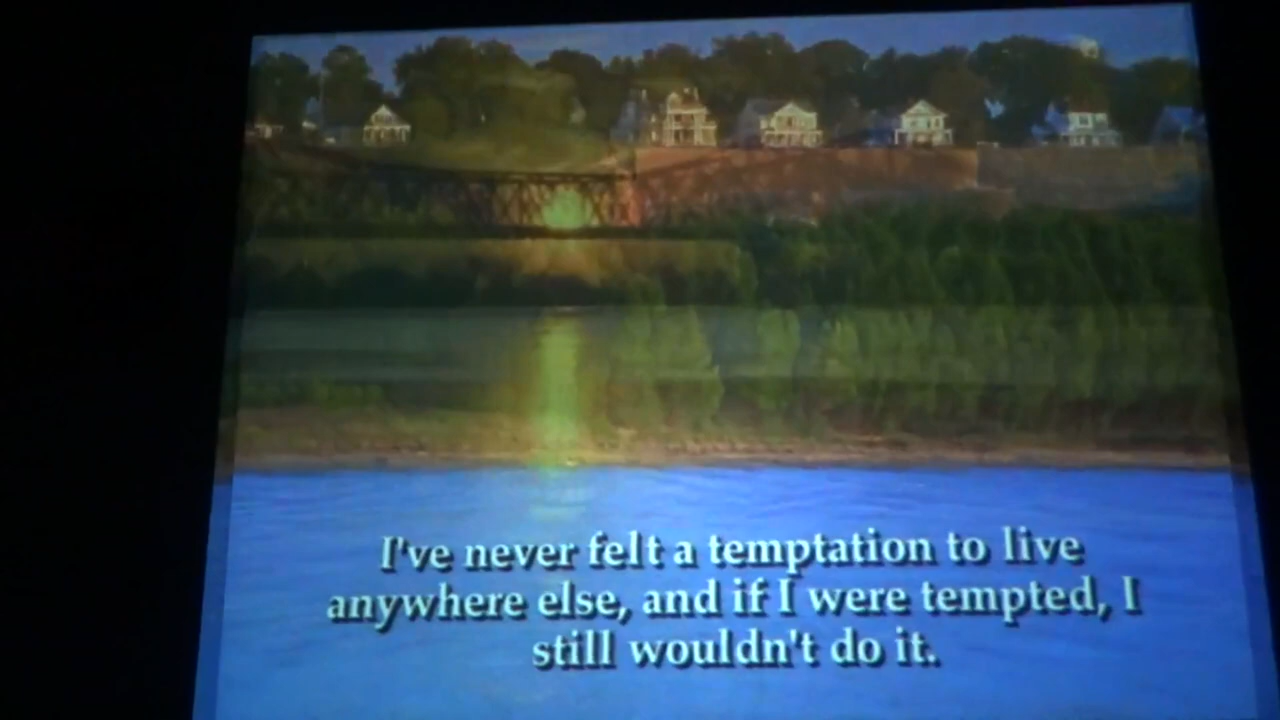 I've never felt a temptation to live
anywhere else, and if I were tempted, I
still wouldn't do it.